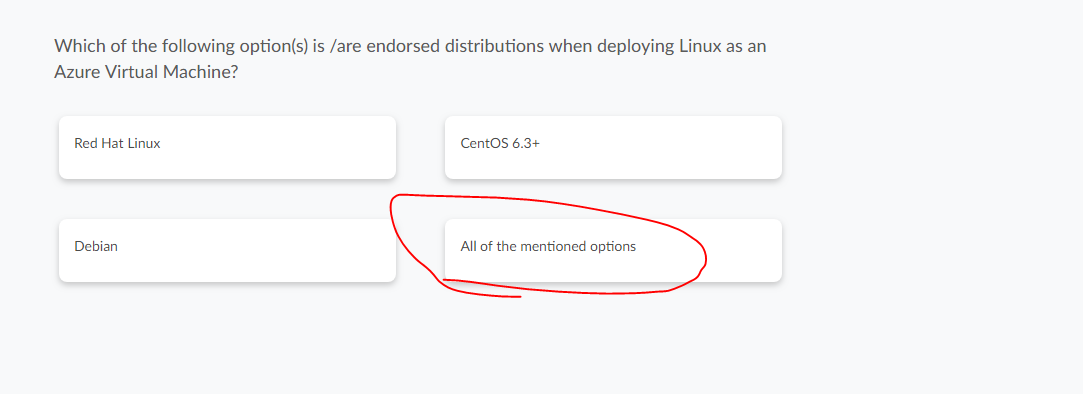 Which of the following option(s) is /are endorsed distributions when deploying Linux as an
Azure Virtual Machine?
Red Hat Linux
CentOS 6.3+
Debian
All of the mentioned options